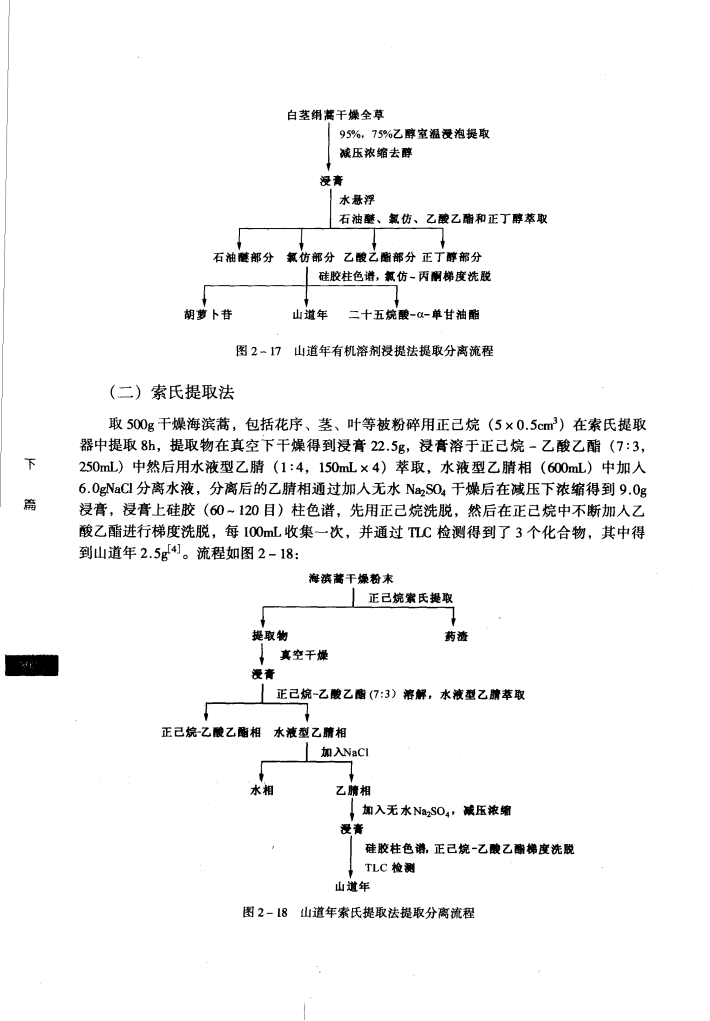 白茎绢蒿干燥全草
95%，75%乙醇室温浸泡提取
减压浓缩去醇
浸膏
水悬浮
石油醚、氯仿、乙酸乙酯和正丁醇萃取
石油醚部分 氯仿部分 乙酸乙酯部分 正丁醇部分
硅胶柱色谱，氯仿~丙酮梯度洗脱
胡萝卜苷 山道年 二十五烷酸-α-单甘油酯
图 2-17 山道年有机溶剂浸提法提取分离流程
（二）索氏提取法
取 500g 干燥海滨蒿，包括花序、茎、叶等被粉碎用正己烷（5×0.5cm³）在索氏提取
器中提取 8h，提取物在真空下干燥得到浸膏 22.5g，浸膏溶于正己烷-乙酸乙酯（7:3，
250mL）中然后用水液型乙腈（1:4，150mL×4）萃取，水液型乙腈相（600mL）中加入
6.0gNaCl 分离水液，分离后的乙腈相通过加入无水 Na₂SO₄ 干燥后在减压下浓缩得到 9.0g
浸膏，浸膏上硅胶（60~120 目）柱色谱，先用正己烷洗脱，然后在正己烷中不断加入乙
酸乙酯进行梯度洗脱，每 100mL 收集一次，并通过 TLC 检测得到了 3 个化合物，其中得
到山道年 2.5g[4]。流程如图 2-18：
下
篇
海滨蒿干燥粉末
正己烷索氏提取
提取物 药渣
真空干燥
浸膏
正己烷-乙酸乙酯(7:3）溶解，水液型乙腈萃取
正己烷-乙酸乙酯相 水液型乙腈相
加入NaCl
水相 乙腈相
加入无水Na₂SO₄，减压浓缩
浸膏
硅胶柱色谱，正己烷-乙酸乙酯梯度洗脱
TLC 检测
山道年
图 2-18 山道年索氏提取法提取分离流程